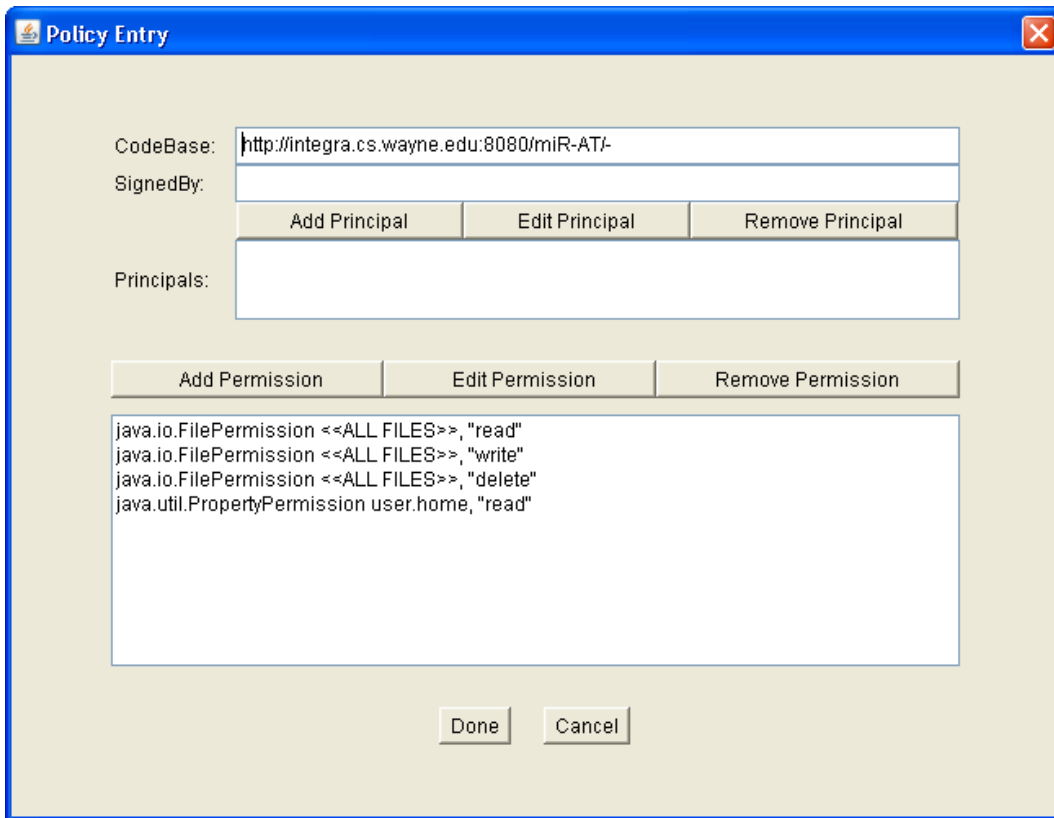 Policy Entry
CodeBase: http://integra.cs.wayne.edu:8080/miR-AT/-
SignedBy:
Add Principal Edit Principal Remove Principal
Principals:
Add Permission Edit Permission Remove Permission
java.io.FilePermission <<ALL FILES>>, "read"
java.io.FilePermission <<ALL FILES>>, "write"
java.io.FilePermission <<ALL FILES>>, "delete"
java.util.PropertyPermission user.home, "read"
Done Cancel